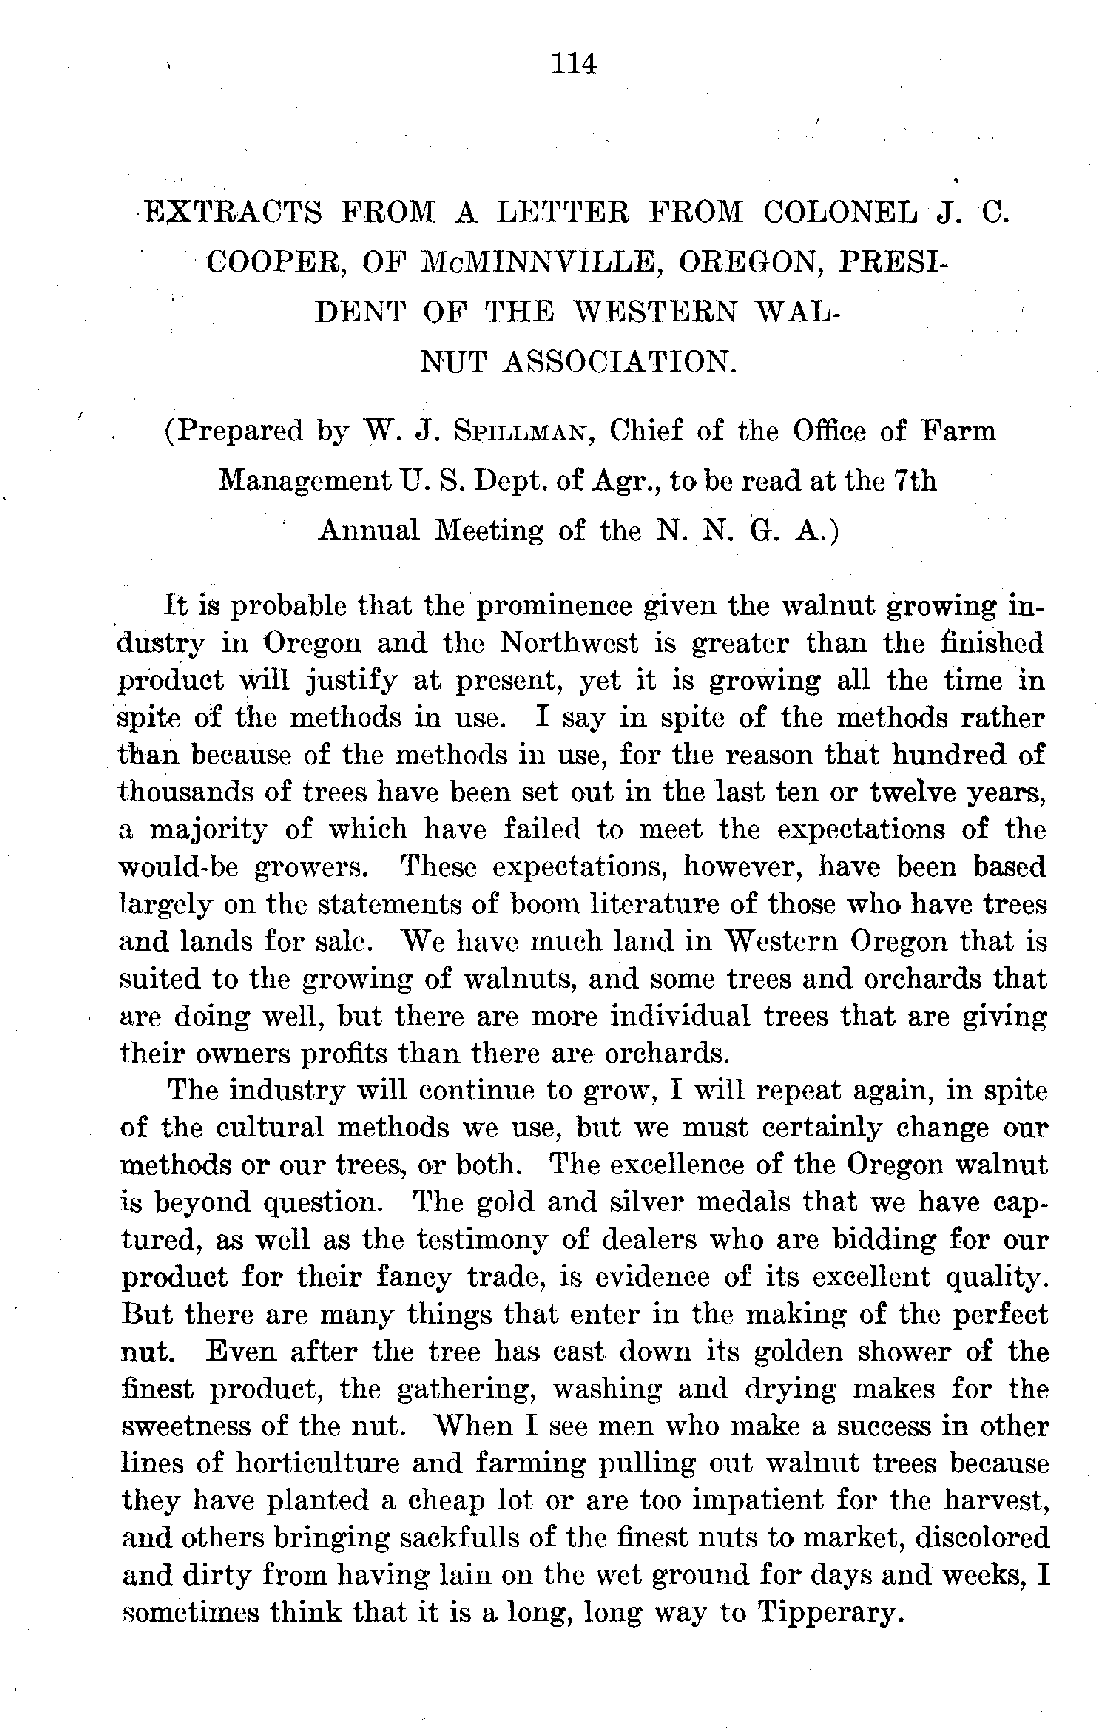 114
EXTRACTS FROM A LETTER FROM COLONEL J. C.
COOPER, OF McMINNVILLE, OREGON, PRESI-
DENT OF THE WESTERN WAL-
NUT ASSOCIATION.
(Prepared by W. J. SPILLMAN, Chief of the Office of Farm
Management U. S. Dept. of Agr., to be read at the 7th
Annual Meeting of the N. N. G. A.)
It is probable that the prominence given the walnut growing in-
dustry in Oregon and the Northwest is greater than the finished
product will justify at present, yet it is growing all the time in
spite of the methods in use. I say in spite of the methods rather
than because of the methods in use, for the reason that hundred of
thousands of trees have been set out in the last ten or twelve years,
a majority of which have failed to meet the expectations of the
would-be growers. These expectations, however, have been based
largely on the statements of boom literature of those who have trees
and lands for sale. We have much land in Western Oregon that is
suited to the growing of walnuts, and some trees and orchards that
are doing well, but there are more individual trees that are giving
their owners profits than there are orchards.
The industry will continue to grow, I will repeat again, in spite
of the cultural methods we use, but we must certainly change our
methods or our trees, or both. The excellence of the Oregon walnut
is beyond question. The gold and silver medals that we have cap-
tured, as well as the testimony of dealers who are bidding for our
product for their fancy trade, is evidence of its excellent quality.
But there are many things that enter in the making of the perfect
nut. Even after the tree has cast down its golden shower of the
finest product, the gathering, washing and drying makes for the
sweetness of the nut. When I see men who make a success in other
lines of horticulture and farming pulling out walnut trees because
they have planted a cheap lot or are too impatient for the harvest,
and others bringing sackfulls of the finest nuts to market, discolored
and dirty from having lain on the wet ground for days and weeks, I
sometimes think that it is a long, long way to Tipperary.